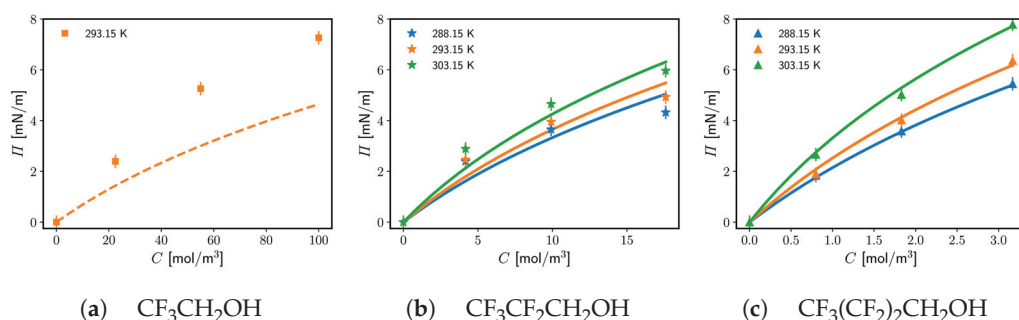 293.15 K
Π [mN/m]
8
6
4
2
0
0 20 40 60 80 100
C [mol/m³]
(a) CF₃CH₂OH
288.15 K
293.15 K
303.15 K
Π [mN/m]
8
6
4
2
0
0 5 10 15
C [mol/m³]
(b) CF₃CF₂CH₂OH
288.15 K
293.15 K
303.15 K
Π [mN/m]
8
6
4
2
0
0.0 0.5 1.0 1.5 2.0 2.5 3.0
C [mol/m³]
(c) CF₃(CF₂)₂CH₂OH